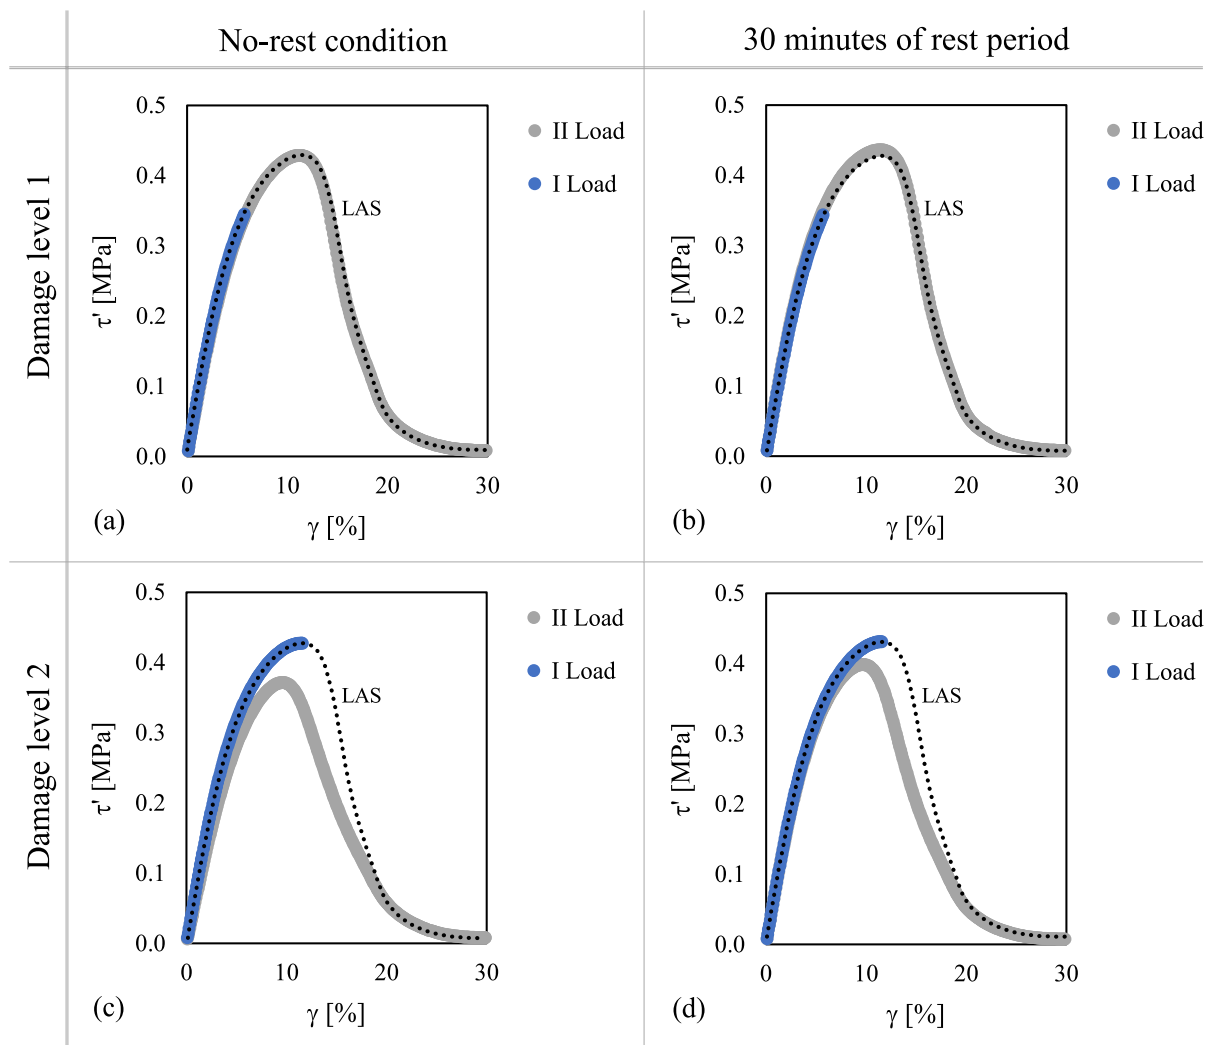 No-rest condition
30 minutes of rest period
Damage level 1
0.5
0.4
0.3
0.2
0.1
0.0
τ' [MPa]
II Load
I Load
LAS
0 10 20 30
γ [%]
(a)
0.5
0.4
0.3
0.2
0.1
0.0
τ' [MPa]
II Load
I Load
LAS
0 10 20 30
γ [%]
(b)
Damage level 2
0.5
0.4
0.3
0.2
0.1
0.0
τ' [MPa]
II Load
I Load
LAS
0 10 20 30
γ [%]
(c)
0.5
0.4
0.3
0.2
0.1
0.0
τ' [MPa]
II Load
I Load
LAS
0 10 20 30
γ [%]
(d)